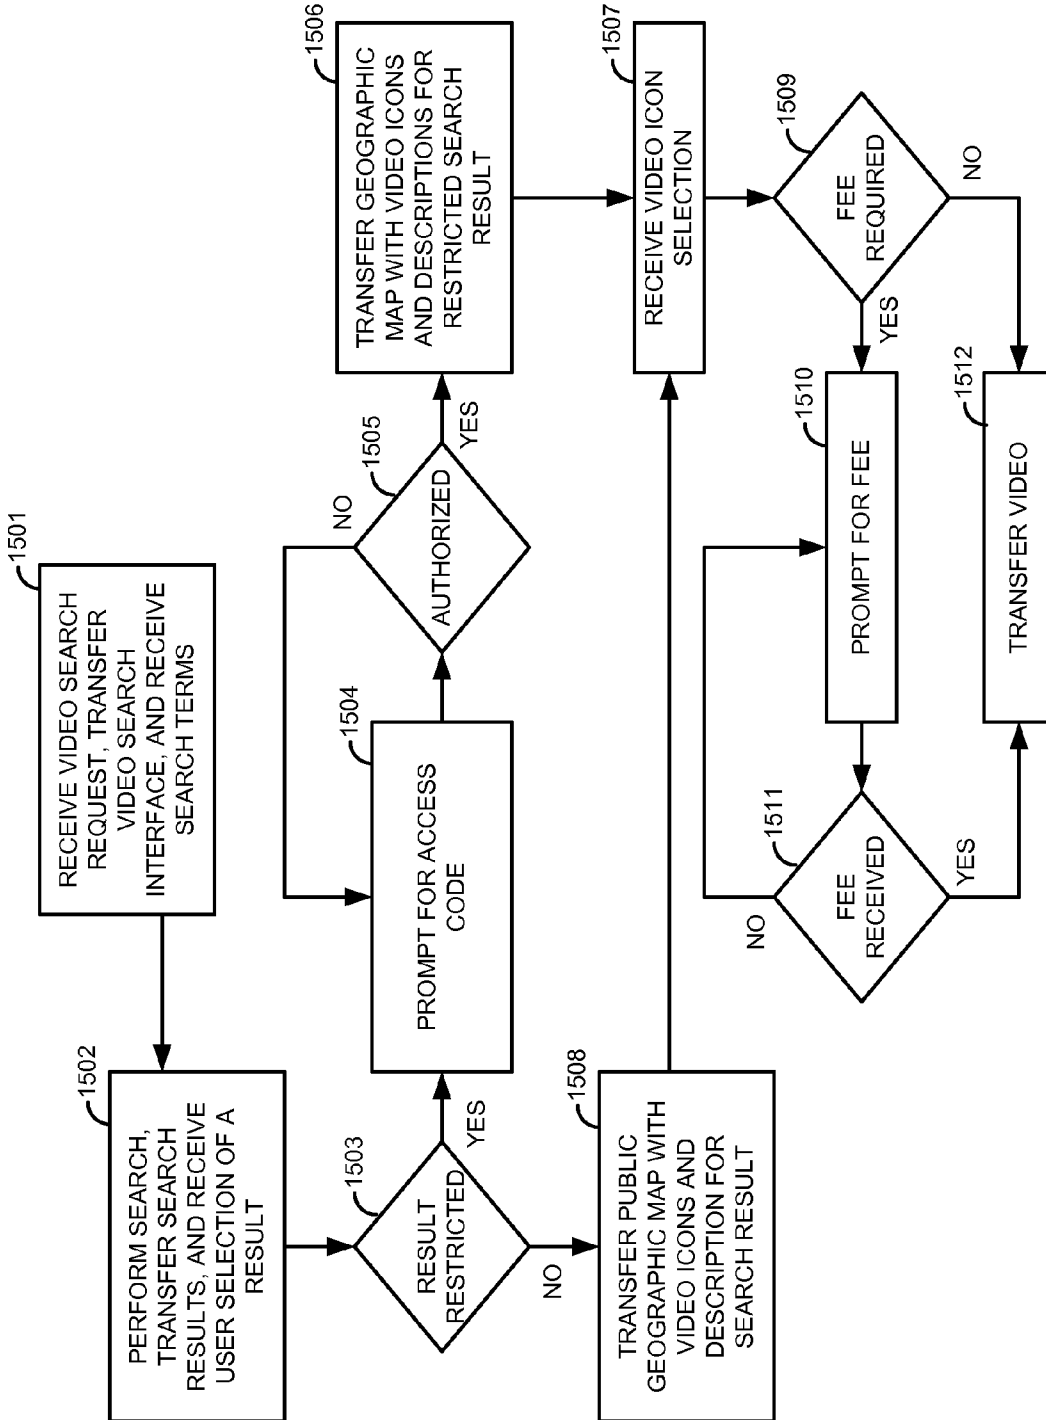 1501
RECEIVE VIDEO SEARCH
REQUEST, TRANSFER
VIDEO SEARCH
INTERFACE, AND RECEIVE
SEARCH TERMS
1502
PERFORM SEARCH,
TRANSFER SEARCH
RESULTS, AND RECEIVE
USER SELECTION OF A
RESULT
1503
RESULT
RESTRICTED
YES
NO
1504
PROMPT FOR ACCESS
CODE
1505
AUTHORIZED
NO
YES
1506
TRANSFER GEOGRAPHIC
MAP WITH VIDEO ICONS
AND DESCRIPTIONS FOR
RESTRICTED SEARCH
RESULT
1508
TRANSFER PUBLIC
GEOGRAPHIC MAP WITH
VIDEO ICONS AND
DESCRIPTION FOR
SEARCH RESULT
1507
RECEIVE VIDEO ICON
SELECTION
1509
FEE
REQUIRED
YES
NO
1510
PROMPT FOR FEE
1511
FEE
RECEIVED
NO
YES
1512
TRANSFER VIDEO